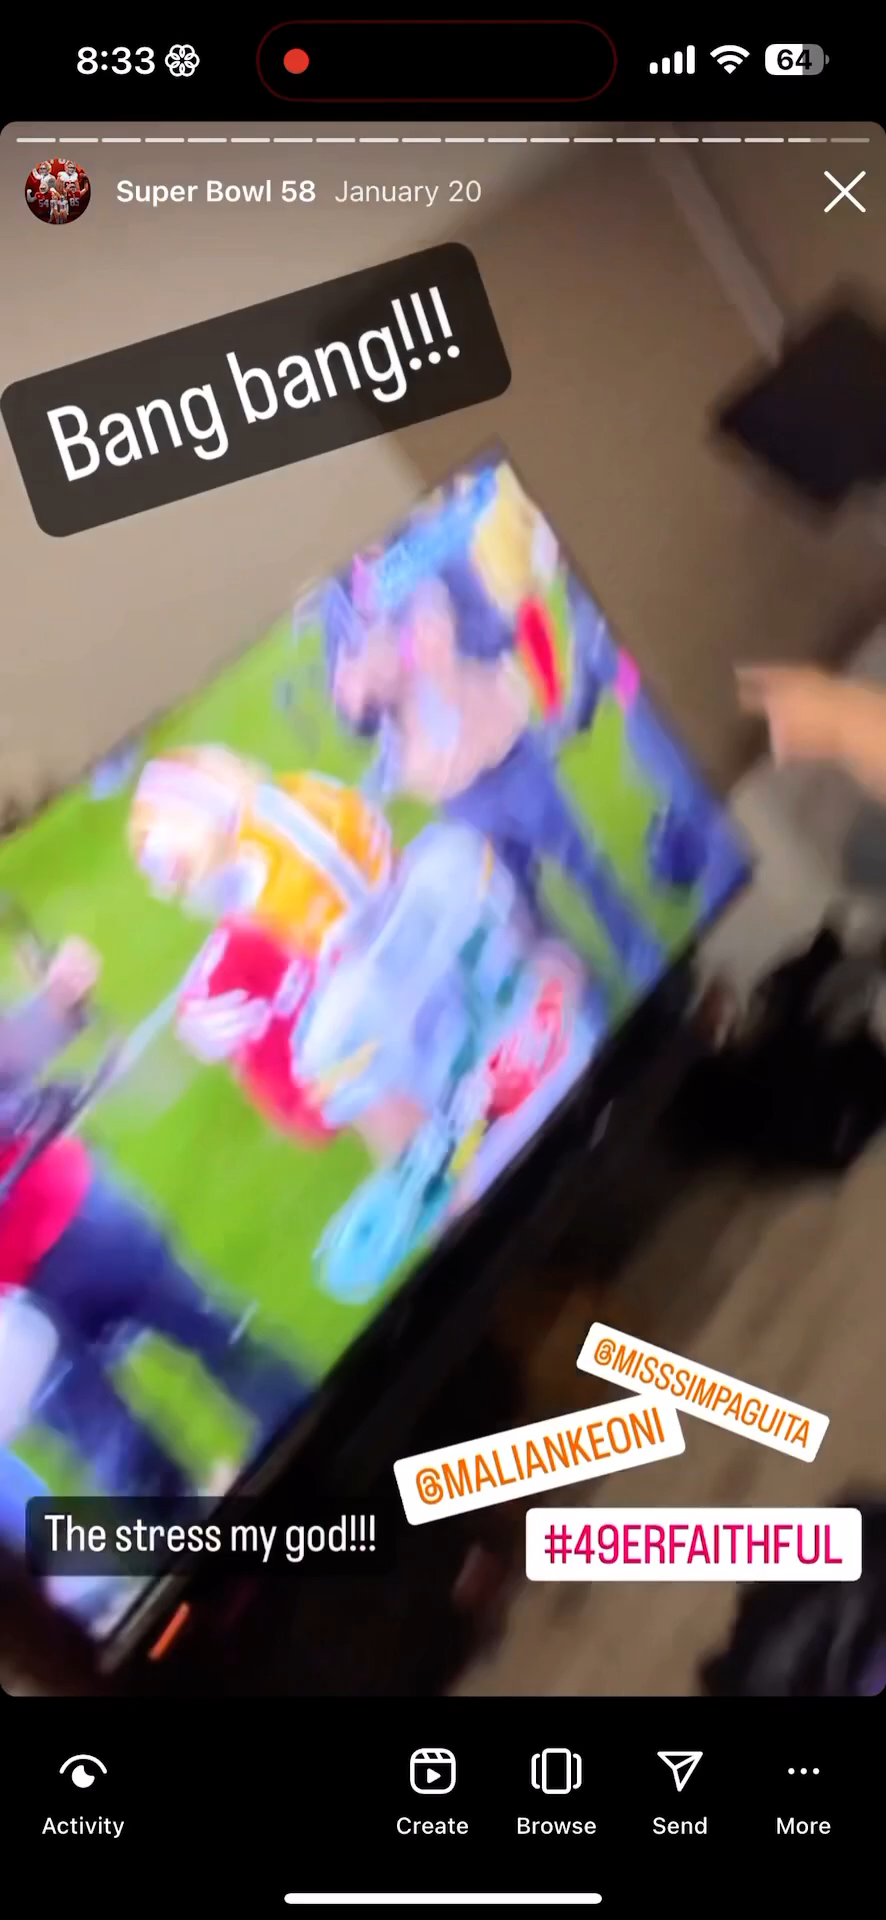 8:33
64
Super Bowl 58 January 20
Bang bang!!!
@MISSSIMPAGUITA
@MALIANKEONI
The stress my god!!!
#49ERFAITHFUL
Activity
Create
Browse
Send
More